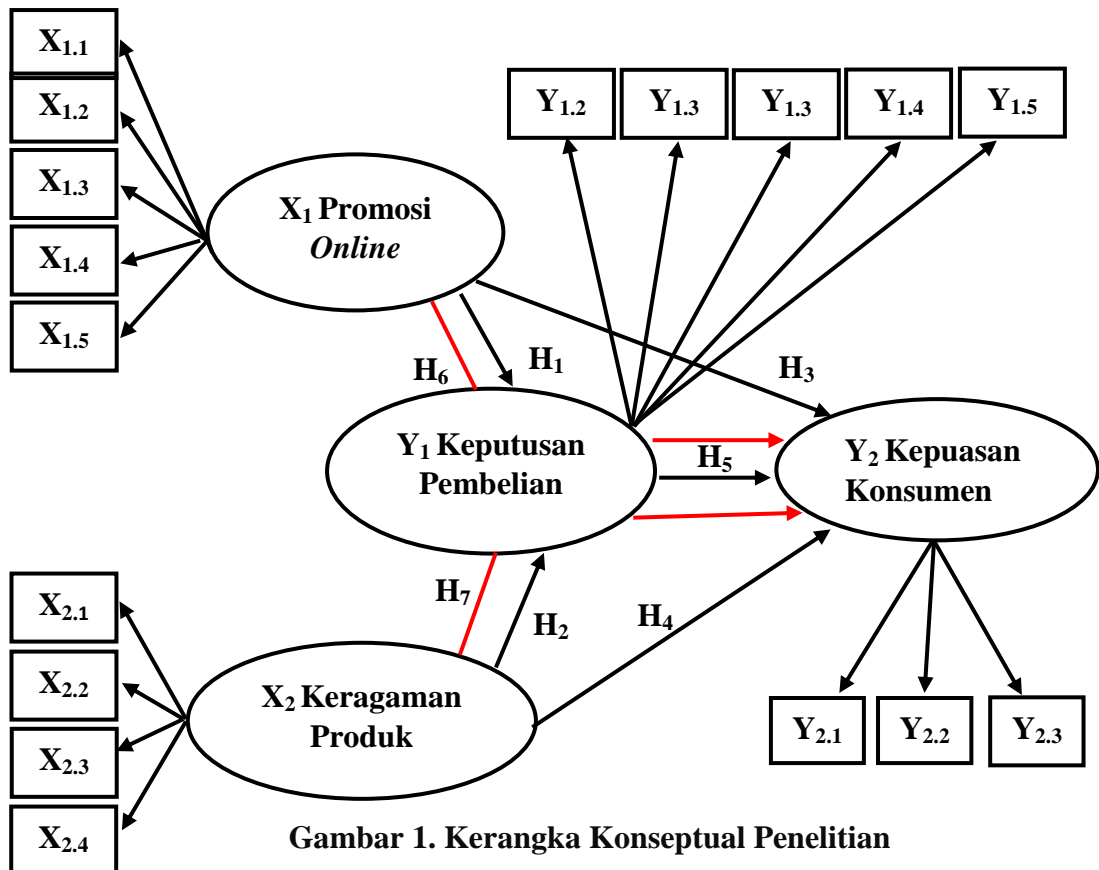 X1.1
X1.2
X1.3
X1.4
X1.5
Y1.2 Y1.3 Y1.3 Y1.4 Y1.5
X1 Promosi
Online
H6
H1
H3
Y1 Keputusan
Pembelian
H5
Y2 Kepuasan
Konsumen
H7
H2
H4
X2.1
X2.2
X2.3
X2.4
X2 Keragaman
Produk
Y2.1 Y2.2 Y2.3
Gambar 1. Kerangka Konseptual Penelitian